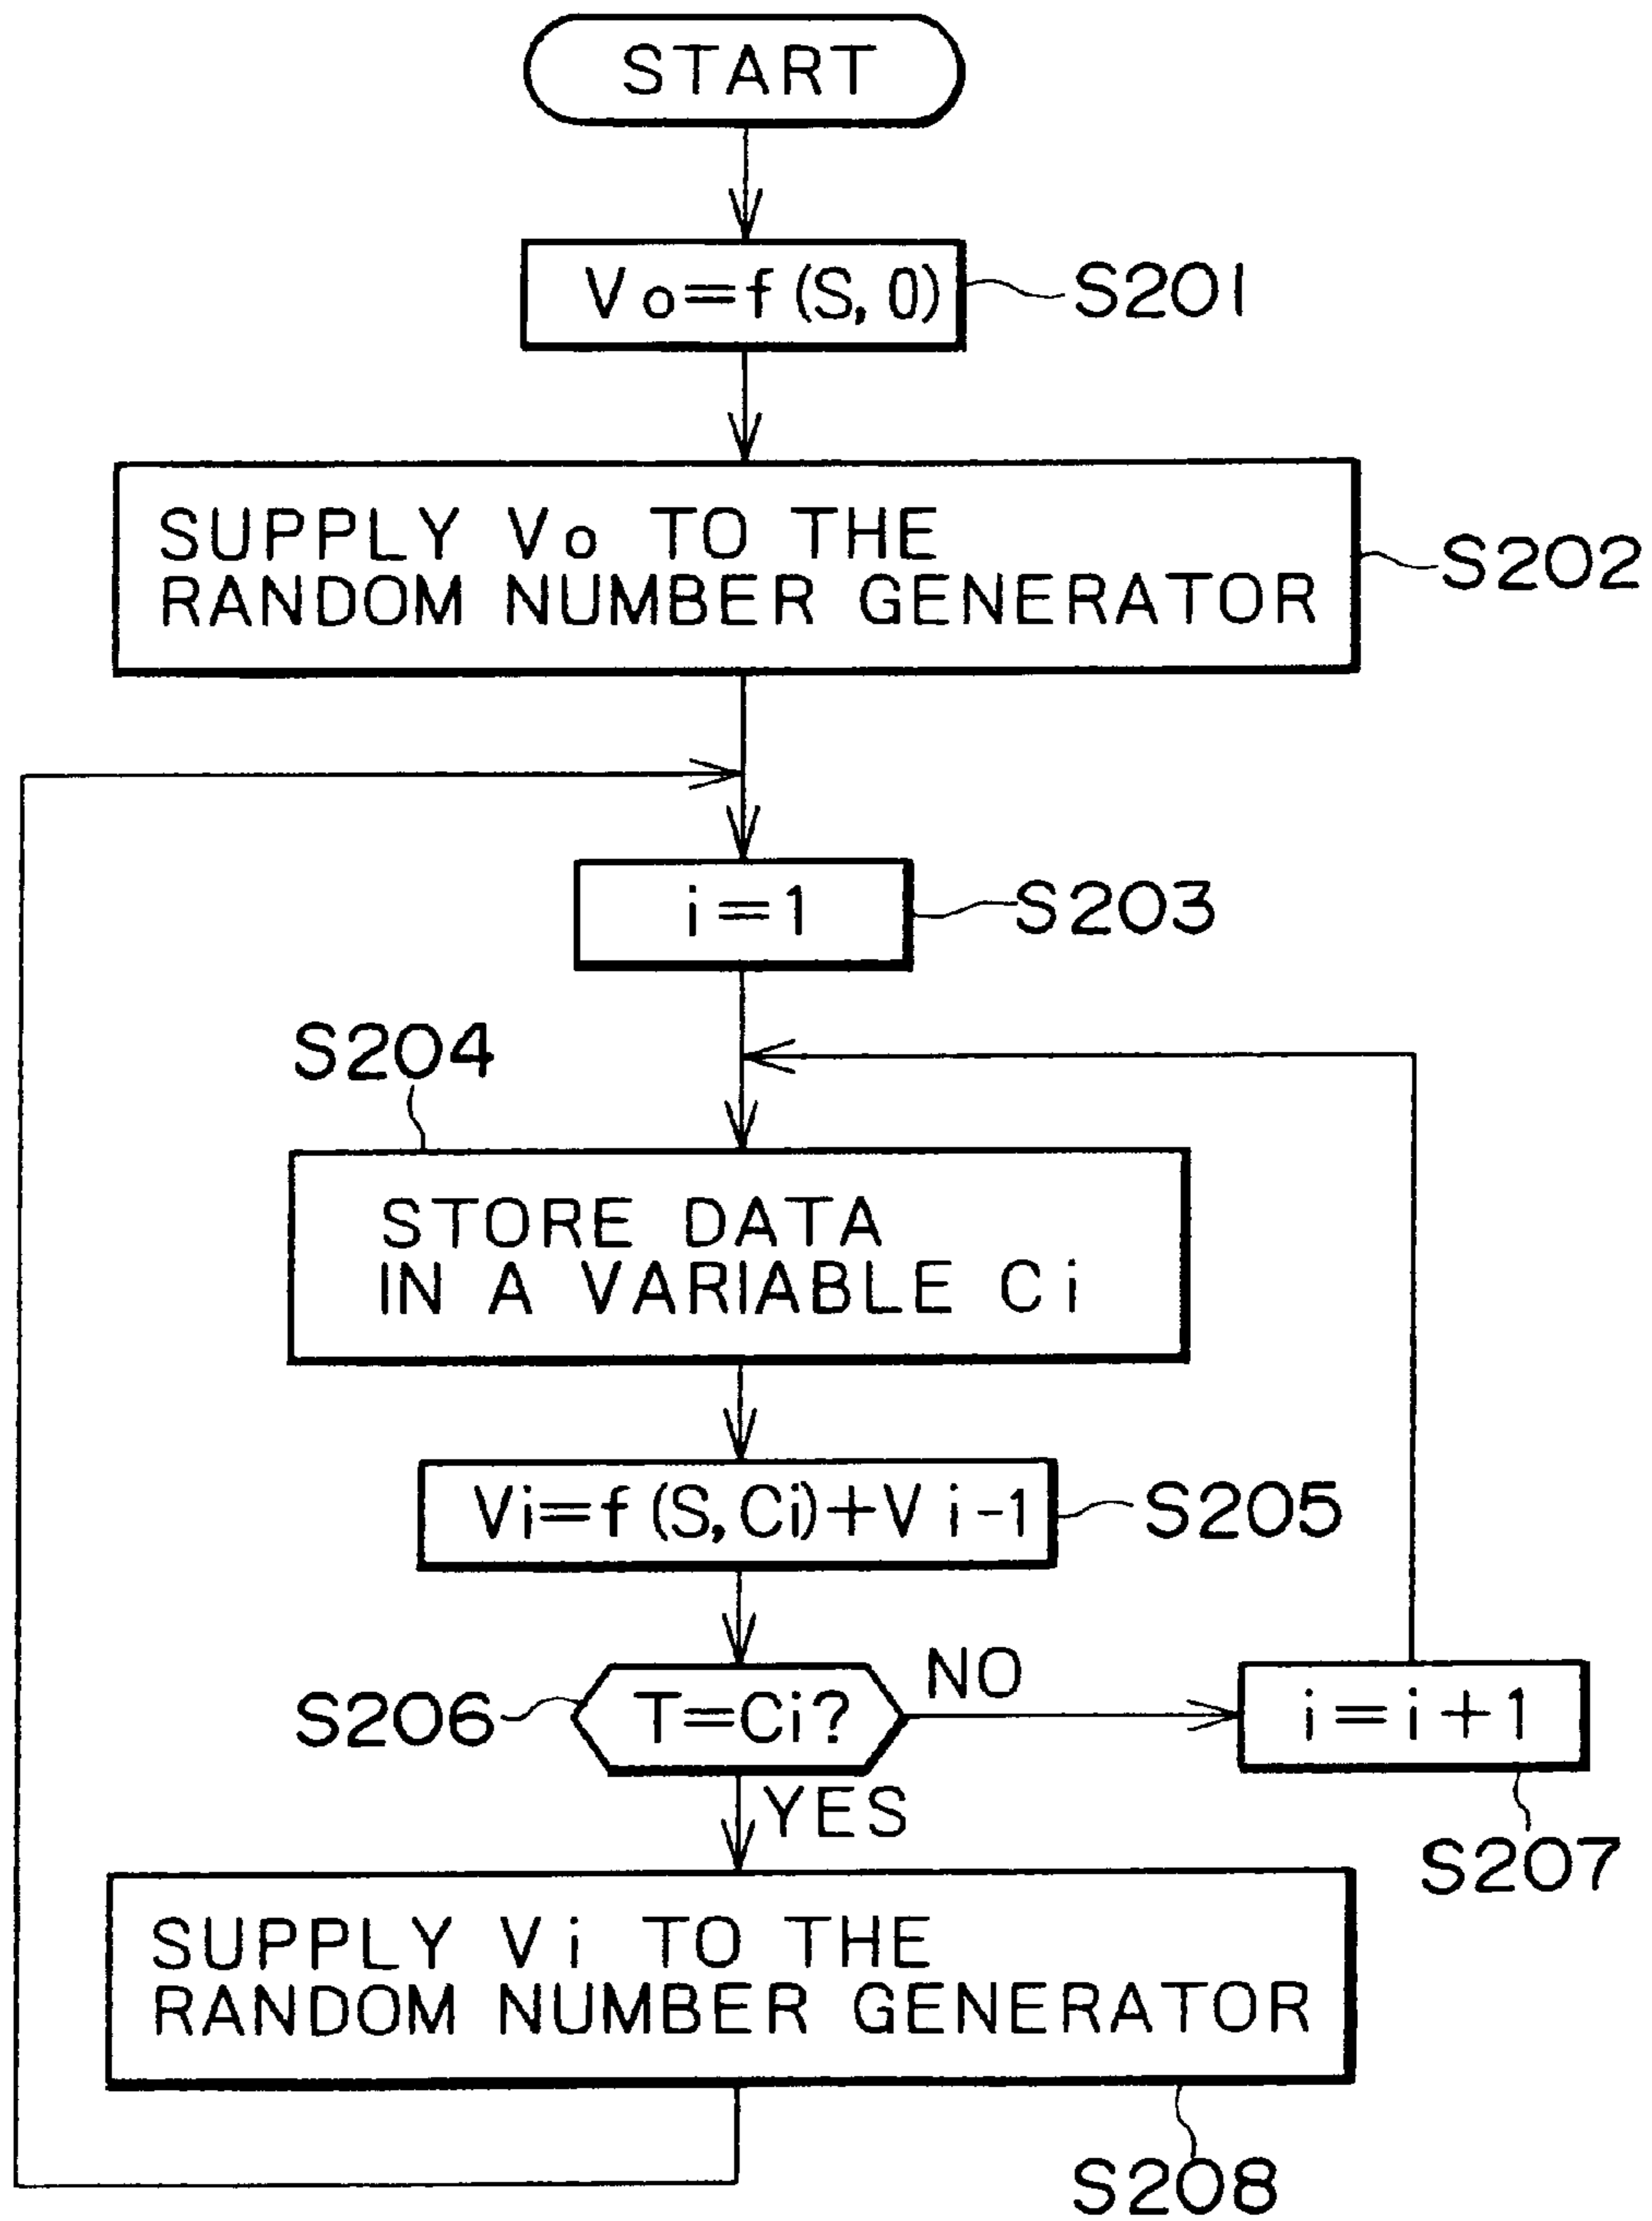 START
Vo=f(S,0)
S201
SUPPLY Vo TO THE
RANDOM NUMBER GENERATOR
S202
i=1
S203
S204
STORE DATA
IN A VARIABLE Ci
Vi=f(S,Ci)+Vi-1
S205
S206
T=Ci?
NO
i=i+1
YES
S207
SUPPLY Vi TO THE
RANDOM NUMBER GENERATOR
S208